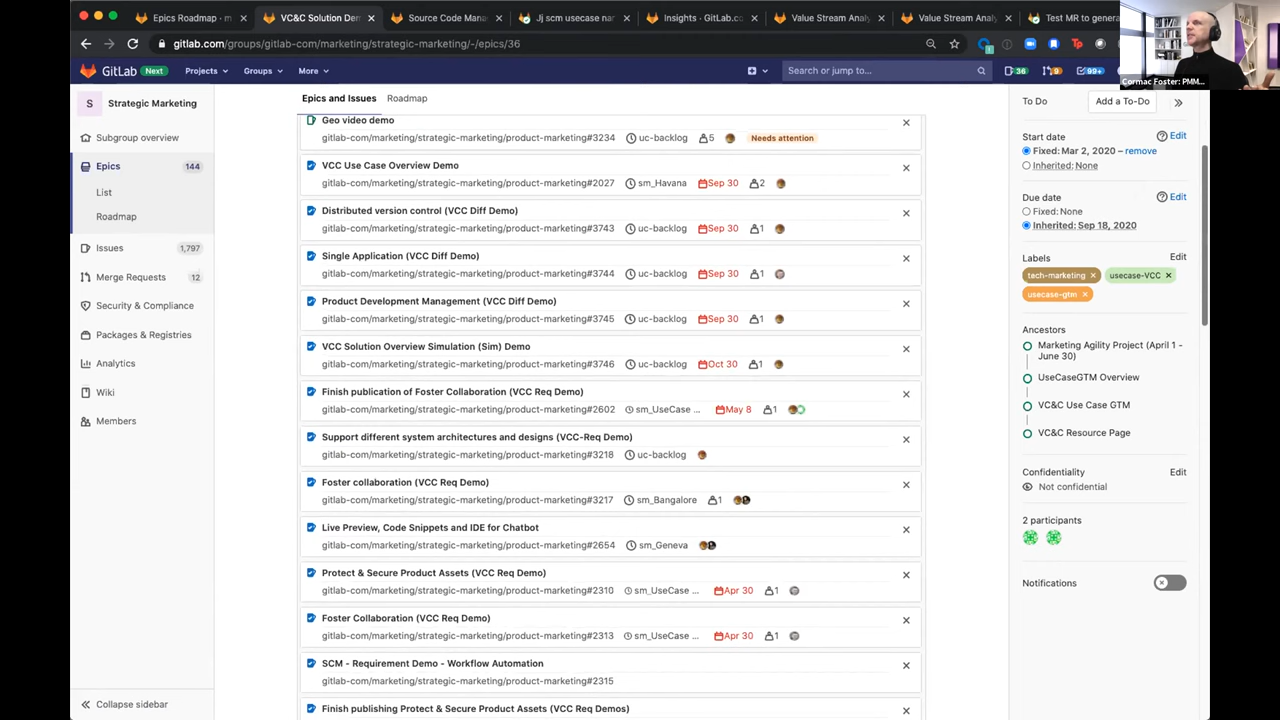 Epics Roadmap · m
VC&C Solution Dem
Source Code Mana
Jj scm usecase nar
Insights · GitLab.co
Value Stream Analy
Value Stream Analy
Test MR to genera
gitlab.com/groups/gitlab-com/marketing/strategic-marketing/-/epics/36
Cormac Foster: PMM...
GitLab Next Projects Groups More Search or jump to... 36 9 99+
S Strategic Marketing
Subgroup overview
Epics 144
List
Roadmap
Issues 1,797
Merge Requests 12
Security & Compliance
Packages & Registries
Analytics
Wiki
Members
Collapse sidebar
Epics and Issues Roadmap
Geo video demo
gitlab-com/marketing/strategic-marketing/product-marketing#3234 uc-backlog 5 Needs attention
VCC Use Case Overview Demo
gitlab-com/marketing/strategic-marketing/product-marketing#2027 sm_Havana Sep 30 2
Distributed version control (VCC Diff Demo)
gitlab-com/marketing/strategic-marketing/product-marketing#3743 uc-backlog Sep 30 1
Single Application (VCC Diff Demo)
gitlab-com/marketing/strategic-marketing/product-marketing#3744 uc-backlog Sep 30 1
Product Development Management (VCC Diff Demo)
gitlab-com/marketing/strategic-marketing/product-marketing#3745 uc-backlog Sep 30 1
VCC Solution Overview Simulation (Sim) Demo
gitlab-com/marketing/strategic-marketing/product-marketing#3746 uc-backlog Oct 30 1
Finish publication of Foster Collaboration (VCC Req Demo)
gitlab-com/marketing/strategic-marketing/product-marketing#2602 sm_UseCase ... May 8 1
Support different system architectures and designs (VCC-Req Demo)
gitlab-com/marketing/strategic-marketing/product-marketing#3218 uc-backlog
Foster collaboration (VCC Req Demo)
gitlab-com/marketing/strategic-marketing/product-marketing#3217 sm_Bangalore 1
Live Preview, Code Snippets and IDE for Chatbot
gitlab-com/marketing/strategic-marketing/product-marketing#2654 sm_Geneva
Protect & Secure Product Assets (VCC Req Demo)
gitlab-com/marketing/strategic-marketing/product-marketing#2310 sm_UseCase ... Apr 30 1
Foster Collaboration (VCC Req Demo)
gitlab-com/marketing/strategic-marketing/product-marketing#2313 sm_UseCase ... Apr 30 1
SCM - Requirement Demo - Workflow Automation
gitlab-com/marketing/strategic-marketing/product-marketing#2315
Finish publishing Protect & Secure Product Assets (VCC Req Demos)
To Do Add a To-Do
Start date Edit
Fixed: Mar 2, 2020 – remove
Inherited: None
Due date Edit
Fixed: None
Inherited: Sep 18, 2020
Labels Edit
tech-marketing usecase-VCC
usecase-gtm
Ancestors
Marketing Agility Project (April 1 -
June 30)
UseCaseGTM Overview
VC&C Use Case GTM
VC&C Resource Page
Confidentiality Edit
Not confidential
2 participants
Notifications